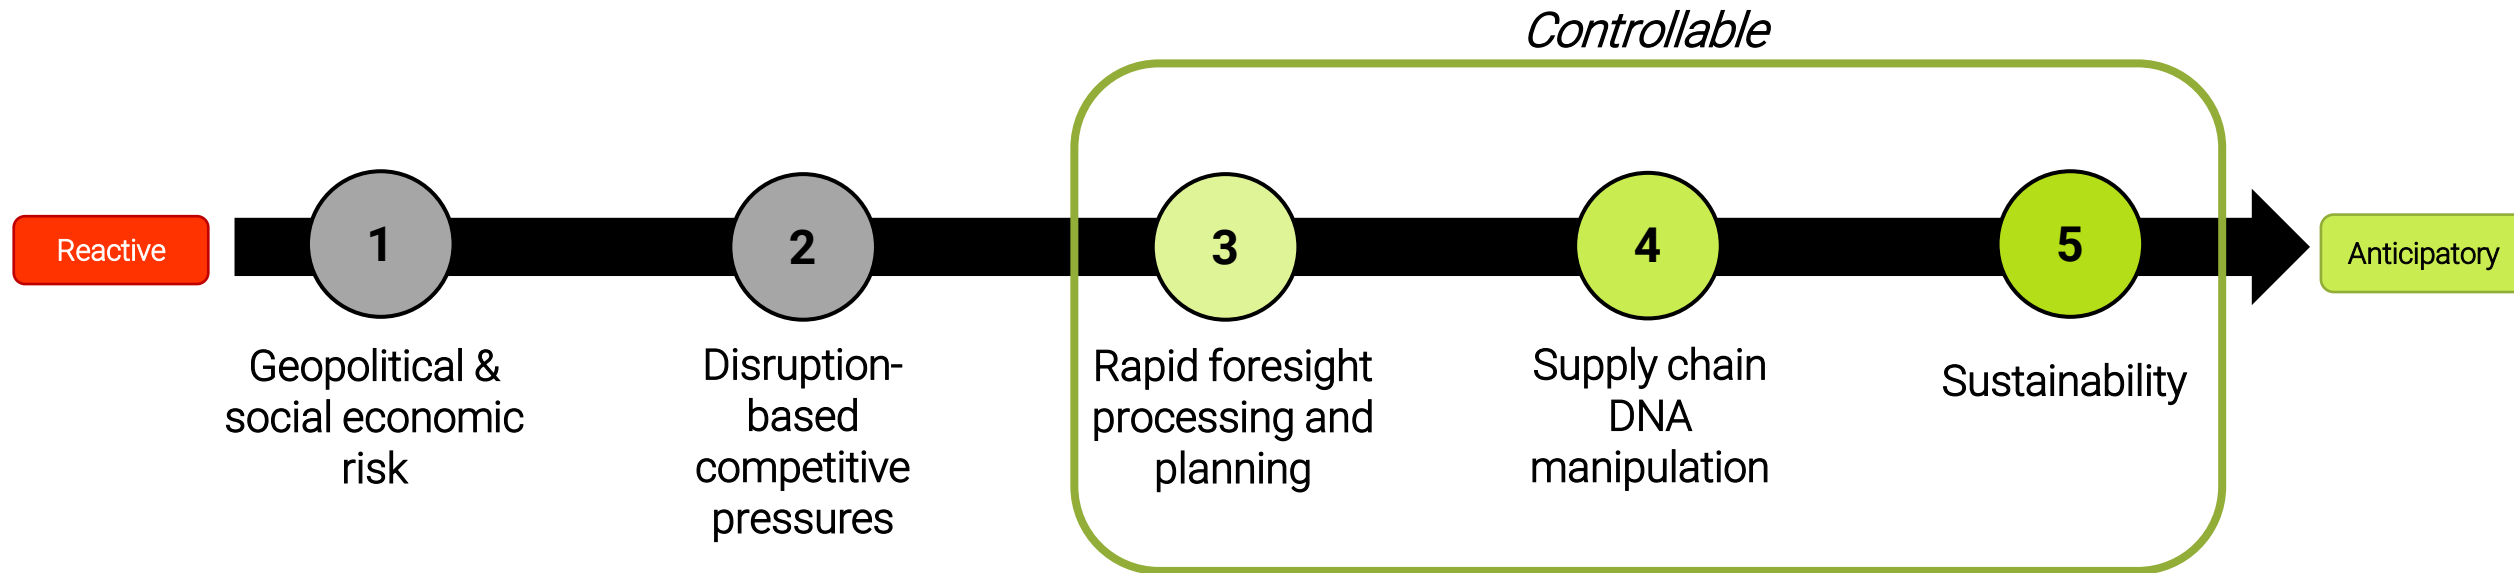 Controllable
Reactive
1
2
3
4
5
Anticipatory
Geopolitical &
social economic
risk
Disruption-
based
competitive
pressures
Rapid foresight
processing and
planning
Supply chain
DNA
manipulation
Sustainability